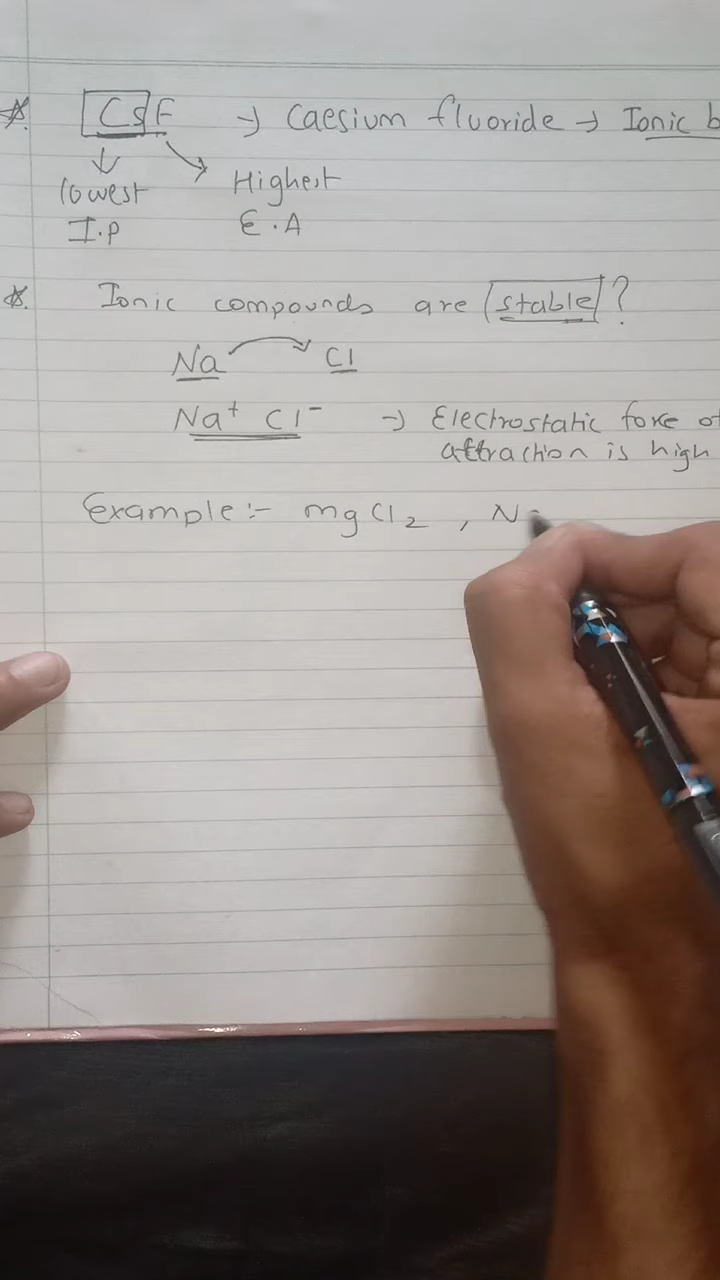 CsF → Caesium fluoride → Ionic b
lowest Highest
I.P E.A
Ionic compounds are stable?
Na Cl
Na⁺ Cl⁻ → Electrostatic force of
attraction is high
Example:- mgCl₂ , N